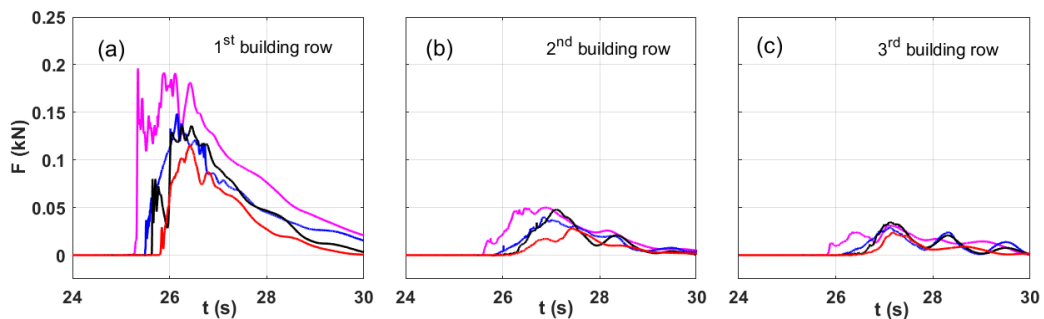 0.25
0.2
0.15
0.1
0.05
0
F (kN)
(a) 1st building row
24 26 28 30
t (s)
(b) 2nd building row
24 26 28 30
t (s)
(c) 3rd building row
24 26 28 30
t (s)